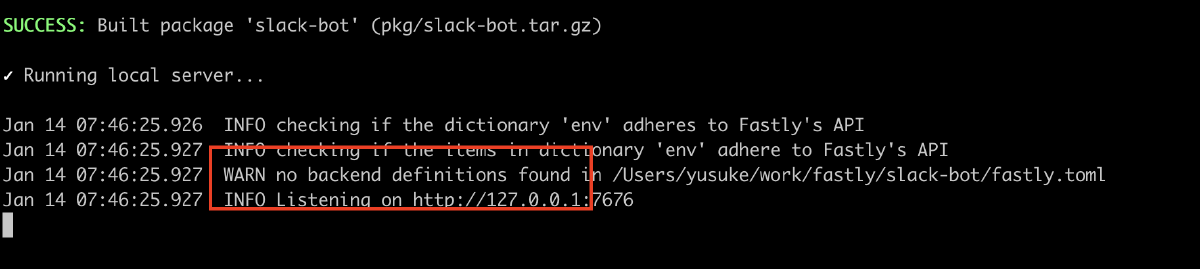 SUCCESS: Built package 'slack-bot' (pkg/slack-bot.tar.gz)
✓ Running local server...
Jan 14 07:46:25.926  INFO checking if the dictionary 'env' adheres to Fastly's API
Jan 14 07:46:25.927  INFO checking if the items in dictionary 'env' adhere to Fastly's API
Jan 14 07:46:25.927  WARN no backend definitions found in /Users/yusuke/work/fastly/slack-bot/fastly.toml
Jan 14 07:46:25.927  INFO Listening on http://127.0.0.1:7676